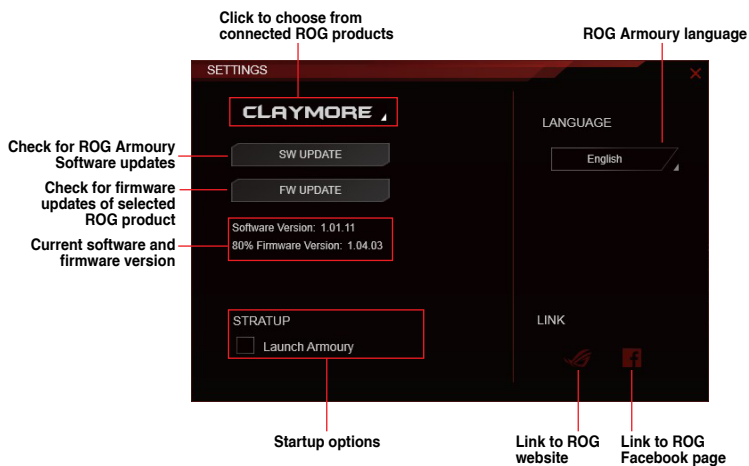 Click to choose from
connected ROG products
ROG Armoury language
SETTINGS
CLAYMORE
LANGUAGE
Check for ROG Armoury
Software updates
SW UPDATE
English
Check for firmware
updates of selected
ROG product
FW UPDATE
Current software and
firmware version
Software Version: 1.01.11
80% Firmware Version: 1.04.03
STRATUP
Launch Armoury
LINK
Startup options
Link to ROG
website
Link to ROG
Facebook page